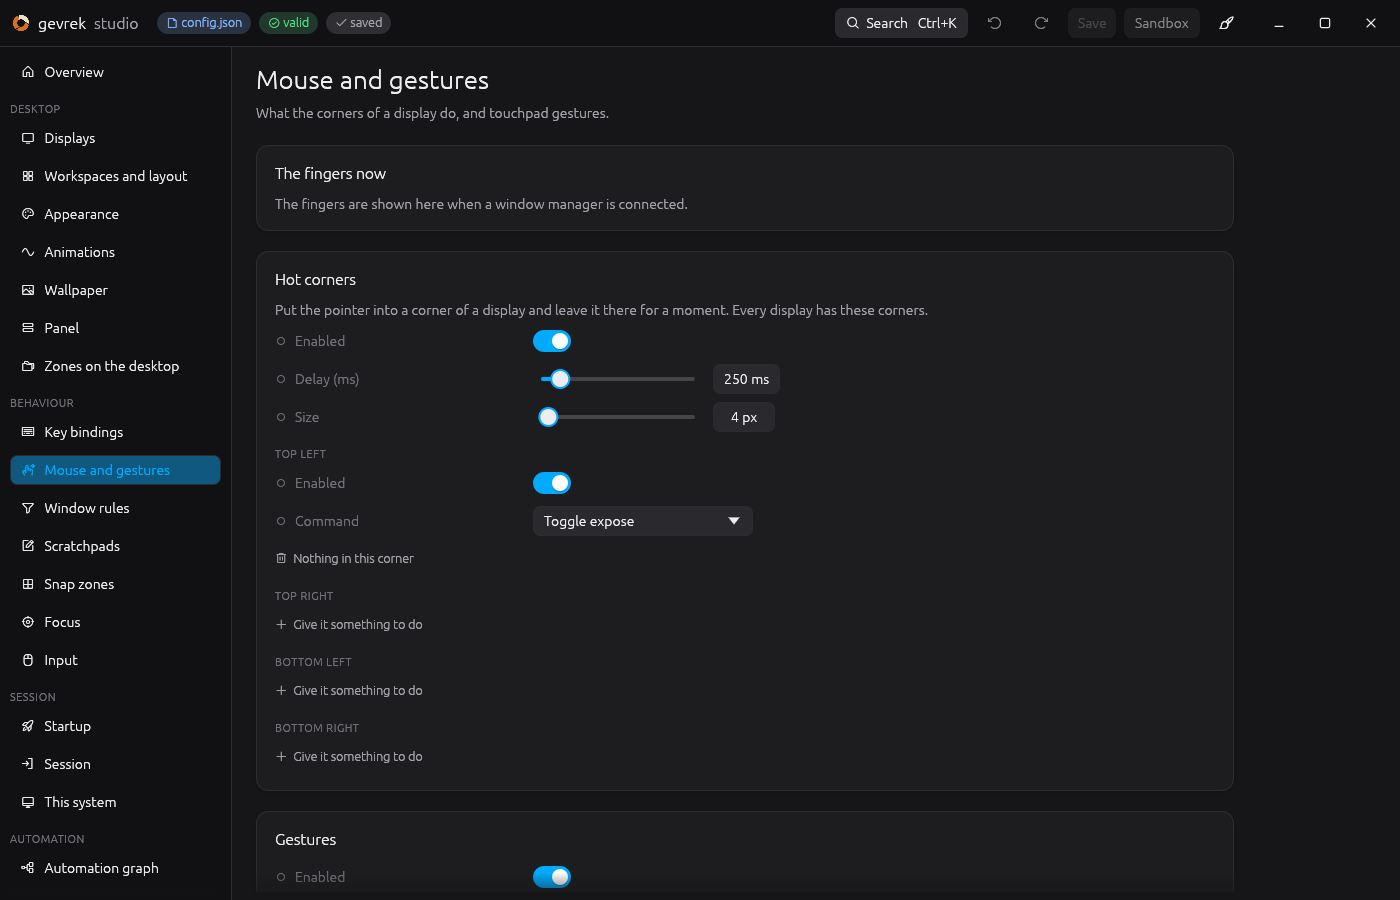 gevrek studio config.json valid saved Search Ctrl+K Save Sandbox
Overview
DESKTOP
Displays
Workspaces and layout
Appearance
Animations
Wallpaper
Panel
Zones on the desktop
BEHAVIOUR
Key bindings
Mouse and gestures
Window rules
Scratchpads
Snap zones
Focus
Input
SESSION
Startup
Session
This system
AUTOMATION
Automation graph
Mouse and gestures
What the corners of a display do, and touchpad gestures.
The fingers now
The fingers are shown here when a window manager is connected.
Hot corners
Put the pointer into a corner of a display and leave it there for a moment. Every display has these corners.
Enabled
Delay (ms) 250 ms
Size 4 px
TOP LEFT
Enabled
Command Toggle expose
Nothing in this corner
TOP RIGHT
Give it something to do
BOTTOM LEFT
Give it something to do
BOTTOM RIGHT
Give it something to do
Gestures
Enabled